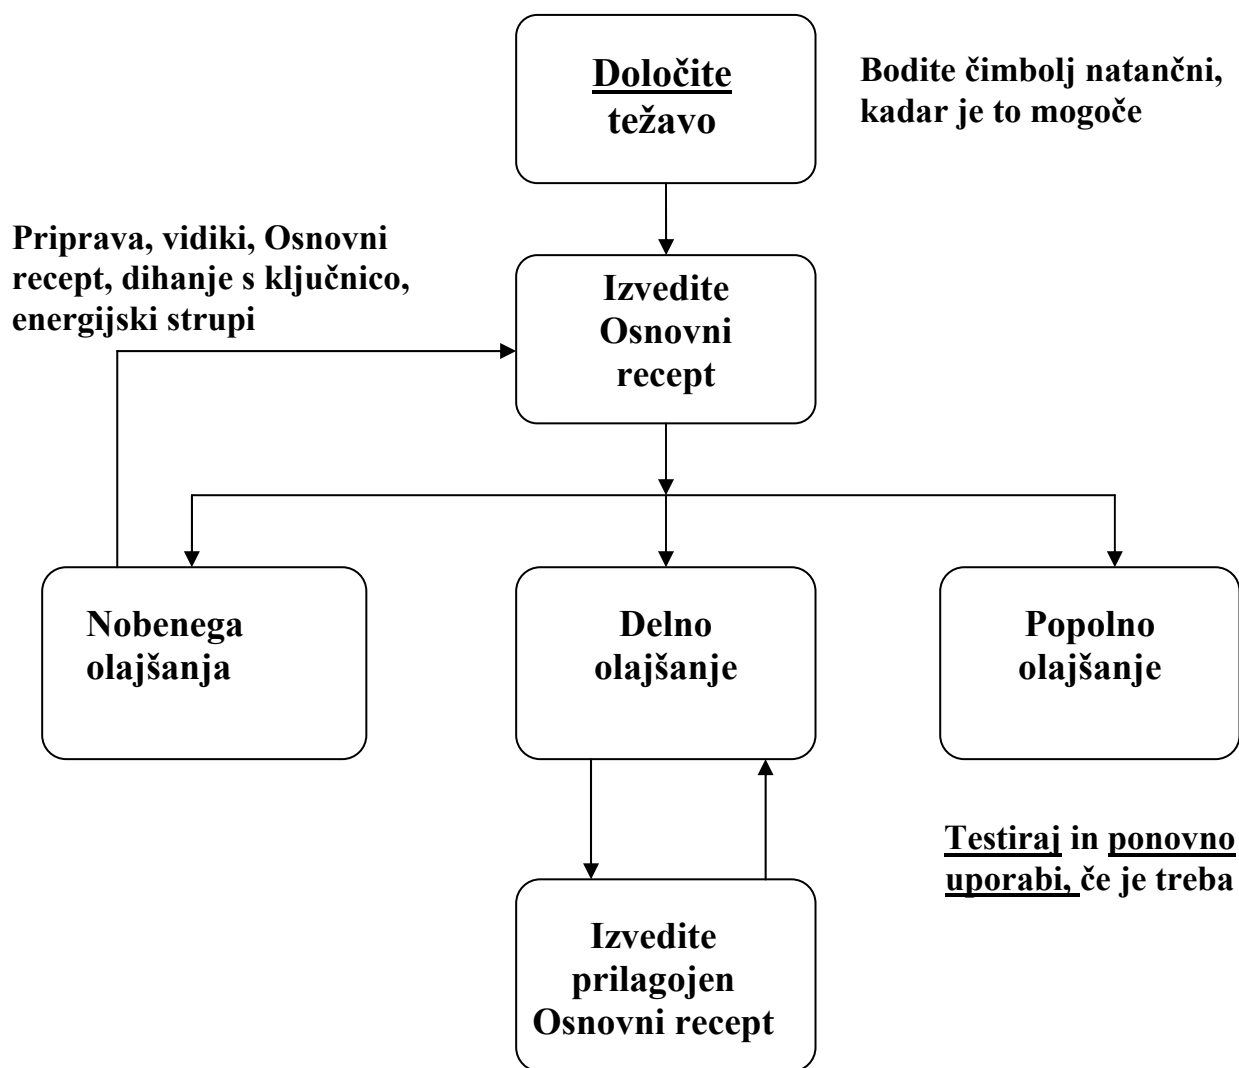 Določite
težavo
Bodite čimbolj natančni,
kadar je to mogoče
Priprava, vidiki, Osnovni
recept, dihanje s ključnico,
energijski strupi
Izvedite
Osnovni
recept
Nobenega
olajšanja
Delno
olajšanje
Popolno
olajšanje
Testiraj in ponovno
uporabi, če je treba
Izvedite
prilagojen
Osnovni recept